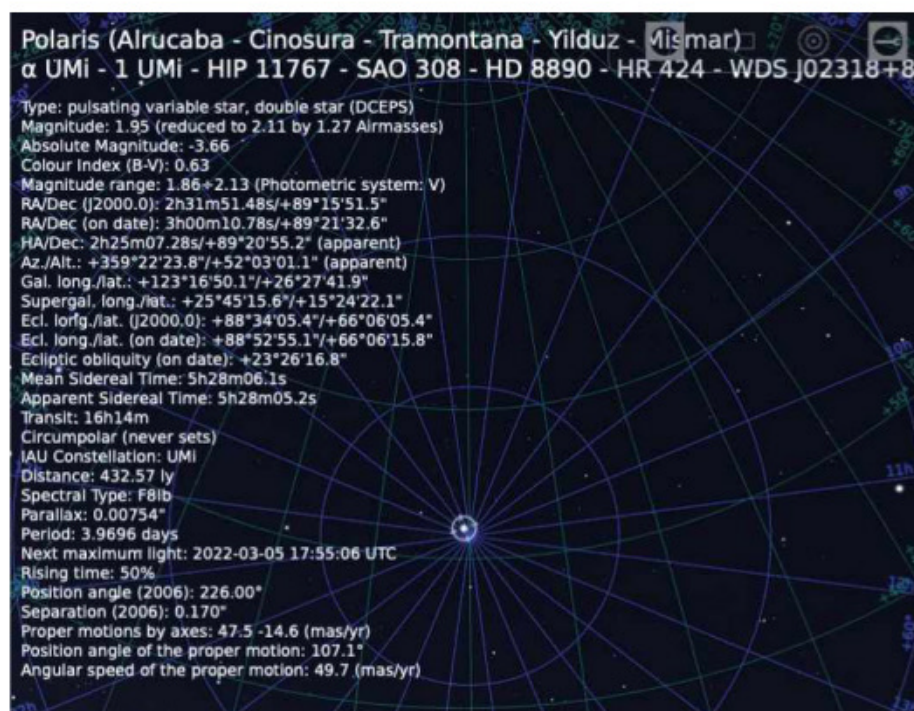 Polaris (Alrucaba - Cinosura - Tramontana - Yilduz - Mismar)
α UMi - 1 UMi - HIP 11767 - SAO 308 - HD 8890 - HR 424 - WDS J02318+8
Type: pulsating variable star, double star (DCEPS)
Magnitude: 1.95 (reduced to 2.11 by 1.27 Airmasses)
Absolute Magnitude: -3.66
Colour Index (B-V): 0.63
Magnitude range: 1.86÷2.13 (Photometric system: V)
RA/Dec (J2000.0): 2h31m51.48s/+89°15'51.5"
RA/Dec (on date): 3h00m10.78s/+89°21'32.6"
HA/Dec: 2h25m07.28s/+89°20'55.2" (apparent)
Az./Alt.: +359°22'23.8"/+52°03'01.1" (apparent)
Gal. long./lat.: +123°16'50.1"/+26°27'41.9"
Supergal. long./lat.: +25°45'15.6"/+15°24'22.1"
Ecl. long./lat. (J2000.0): +88°34'05.4"/+66°06'05.4"
Ecl. long./lat. (on date): +88°52'55.1"/+66°06'15.8"
Ecliptic obliquity (on date): +23°26'16.8"
Mean Sidereal Time: 5h28m06.1s
Apparent Sidereal Time: 5h28m05.2s
Transit: 16h14m
Circumpolar (never sets)
IAU Constellation: UMi
Distance: 432.57 ly
Spectral Type: F8Ib
Parallax: 0.00754"
Period: 3.9696 days
Next maximum light: 2022-03-05 17:55:06 UTC
Rising time: 50%
Position angle (2006): 226.00°
Separation (2006): 0.170"
Proper motions by axes: 47.5 -14.6 (mas/yr)
Position angle of the proper motion: 107.1°
Angular speed of the proper motion: 49.7 (mas/yr)
+70°
+60°
9h
10h
+50°
11h
12h
+60°